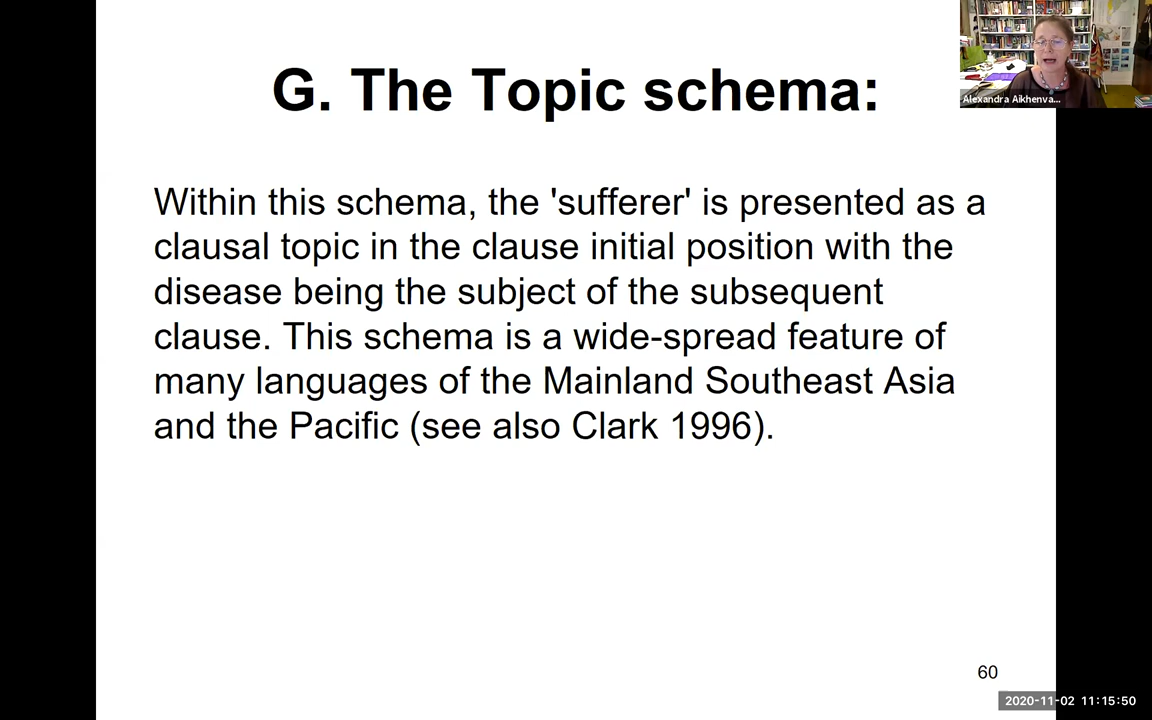 G. The Topic schema:
Alexandra Aikhenva...
Within this schema, the 'sufferer' is presented as a
clausal topic in the clause initial position with the
disease being the subject of the subsequent
clause. This schema is a wide-spread feature of
many languages of the Mainland Southeast Asia
and the Pacific (see also Clark 1996).
60
2020-11-02 11:15:50